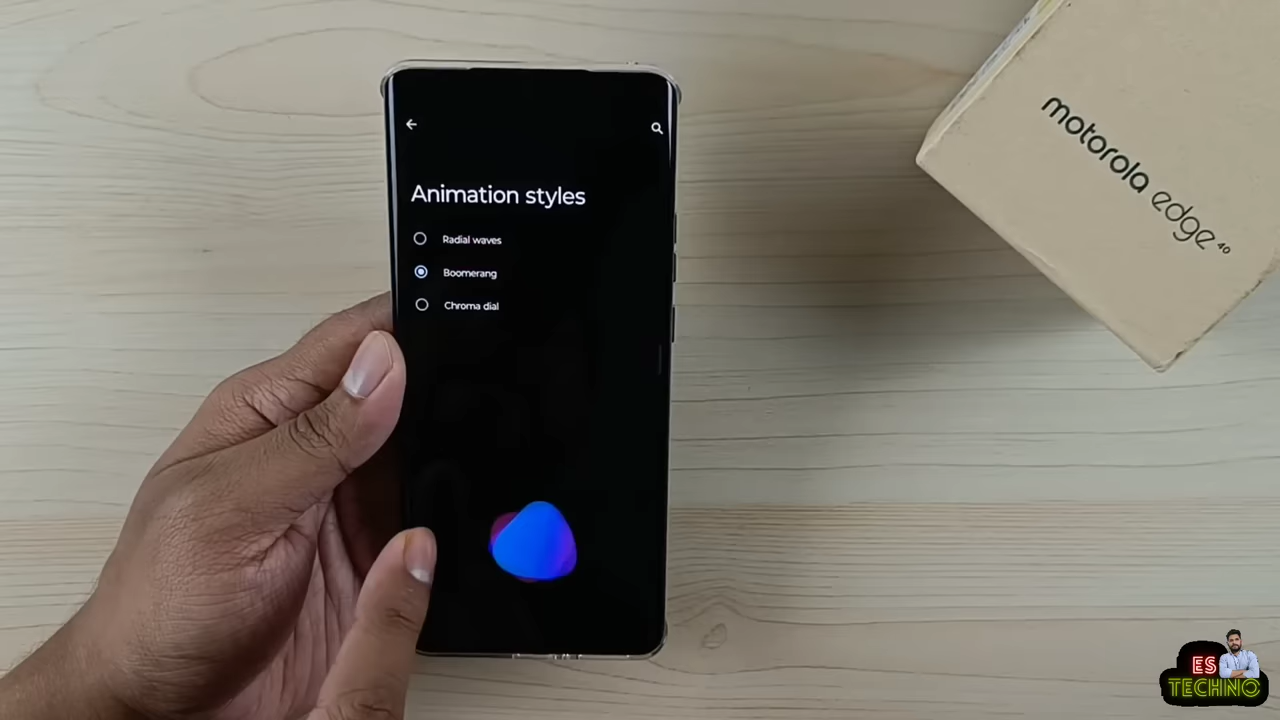 Animation styles
Radial waves
Boomerang
Chroma dial
motorola edge 40
ES
TECHNO